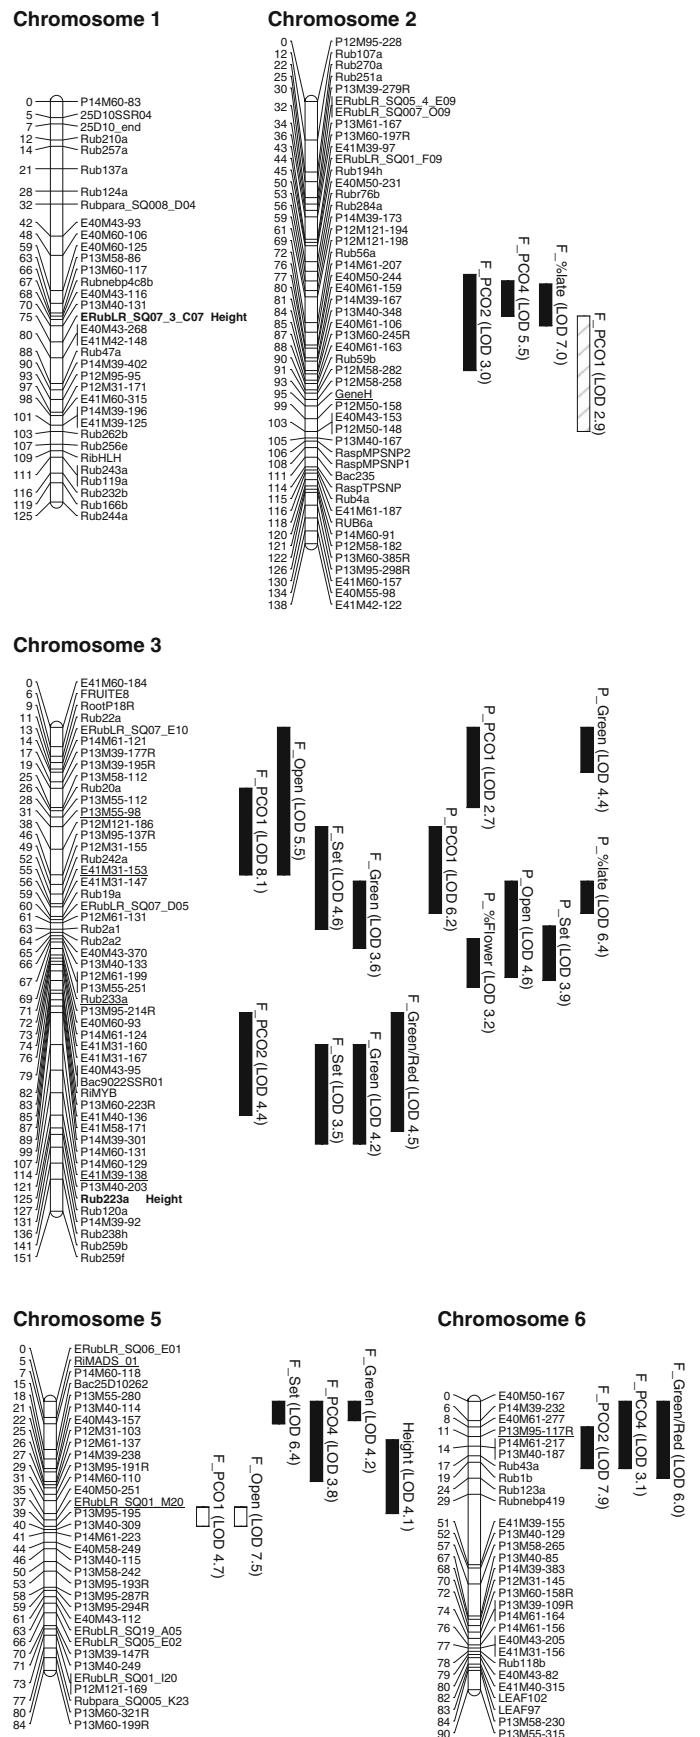 Chromosome 1
0 P14M60-83
5 25D10SSR04
7 25D10_end
12 Rub210a
14 Rub257a
21 Rub137a
28 Rub124a
32 Rubpara_SQ008_D04
42 E40M43-93
48 E40M60-106
59 E40M60-125
63 P13M58-86
66 P13M60-117
67 Rubnebp4c8b
68 E40M43-116
70 P13M40-131
75 ERubLR_SQ07_3_C07 Height
80 E40M43-268
E41M42-148
88 Rub47a
90 P14M39-402
93 P12M95-95
97 P12M31-171
98 E41M60-315
101 P14M39-196
E41M39-125
103 Rub262b
107 Rub256e
109 RibHLH
111 Rub243a
Rub119a
116 Rub232b
119 Rub166b
125 Rub244a
Chromosome 2
0 P12M95-228
12 Rub107a
22 Rub270a
25 Rub251a
30 P13M39-279R
32 ERubLR_SQ05_4_E09
ERubLR_SQ007_O09
34 P13M61-167
36 P13M60-197R
43 E41M39-97
44 ERubLR_SQ01_F09
45 Rub194h
50 E40M50-231
53 Rubr76b
56 Rub284a
59 P14M39-173
61 P12M121-194
69 P12M121-198
72 Rub56a
76 P14M61-207
77 E40M50-244
80 E40M61-159
81 P14M39-167
84 P13M40-348
85 E40M61-106
87 P13M60-245R
88 E40M61-163
90 Rub59b
91 P12M58-282
93 P12M58-258
95 GeneH
99 P12M50-158
103 E40M43-153
P12M50-148
105 P13M40-167
106 RaspMPSNP2
108 RaspMPSNP1
111 Bac235
114 RaspTPSNP
115 Rub4a
116 E41M61-187
118 RUB6a
120 P14M60-91
121 P12M58-182
122 P13M60-385R
126 P13M95-298R
130 E41M60-157
134 E40M55-98
138 E41M42-122
F_PCO2 (LOD 3.0)
F_PCO4 (LOD 5.5)
F_%late (LOD 7.0)
F_PCO1 (LOD 2.9)
Chromosome 3
0 E41M60-184
6 FRUITE8
9 RootP18R
11 Rub22a
13 ERubLR_SQ07_E10
14 P14M61-121
17 P13M39-177R
19 P13M39-195R
25 P13M58-112
26 Rub20a
28 P13M55-112
31 P13M55-98
38 P12M121-186
46 P13M95-137R
49 P12M31-155
52 Rub242a
55 E41M31-153
56 E41M31-147
59 Rub19a
60 ERubLR_SQ07_D05
61 P12M61-131
63 Rub2a1
64 Rub2a2
65 E40M43-370
66 P13M40-133
67 P12M61-199
P13M55-251
69 Rub233a
71 P13M95-214R
72 E40M60-93
73 P14M61-124
74 E41M31-160
76 E41M31-167
79 E40M43-95
Bac9022SSR01
82 RiMYB
83 P13M60-223R
85 E41M40-136
87 E41M58-171
89 P14M39-301
99 P14M60-131
107 P14M60-129
114 E41M39-138
121 P13M40-203
125 Rub223a Height
127 Rub120a
131 P14M39-92
136 Rub238h
141 Rub259b
151 Rub259f
F_PCO1 (LOD 8.1)
F_Open (LOD 5.5)
F_Set (LOD 4.6)
F_Green (LOD 3.6)
P_PCO1 (LOD 6.2)
P_PCO1 (LOD 2.7)
P_%Flower (LOD 3.2)
P_Open (LOD 4.6)
P_Set (LOD 3.9)
P_Green (LOD 4.4)
P_%late (LOD 6.4)
F_PCO2 (LOD 4.4)
F_Set (LOD 3.5)
F_Green (LOD 4.2)
F_Green/Red (LOD 4.5)
Chromosome 5
0 ERubLR_SQ06_E01
5 RiMADS_01
7 P14M60-118
15 Bac25D10262
18 P13M55-280
21 P13M40-114
22 E40M43-157
25 P12M31-103
26 P12M61-137
27 P14M39-238
29 P13M95-191R
31 P14M60-110
35 E40M50-251
37 ERubLR_SQ01_M20
39 P13M95-195
40 P13M40-309
41 P14M61-223
44 E40M58-249
46 P13M40-115
50 P13M58-242
53 P13M95-193R
58 P13M95-287R
59 P13M95-294R
61 E40M43-112
63 ERubLR_SQ19_A05
66 ERubLR_SQ05_E02
70 P13M39-147R
71 P13M40-249
73 ERubLR_SQ01_I20
P12M121-169
77 Rubpara_SQ005_K23
80 P13M60-321R
84 P13M60-199R
F_PCO1 (LOD 4.7)
F_Open (LOD 7.5)
F_Set (LOD 6.4)
F_PCO4 (LOD 3.8)
F_Green (LOD 4.2)
Height (LOD 4.1)
Chromosome 6
0 E40M50-167
6 P14M39-232
8 E40M61-277
11 P13M95-117R
14 P14M61-217
P13M40-187
17 Rub43a
19 Rub1b
24 Rub123a
29 Rubnebp419
51 E41M39-155
52 P13M40-129
57 P13M58-265
67 P13M40-85
68 P14M39-383
70 P12M31-145
72 P13M60-158R
74 P13M39-109R
P14M61-164
76 P14M61-156
77 E40M43-205
E41M31-156
78 Rub118b
79 E40M43-82
80 E41M40-315
82 LEAF102
83 LEAF97
84 P13M58-230
90 P13M55-315
F_PCO2 (LOD 7.9)
F_PCO4 (LOD 3.1)
F_Green/Red (LOD 6.0)